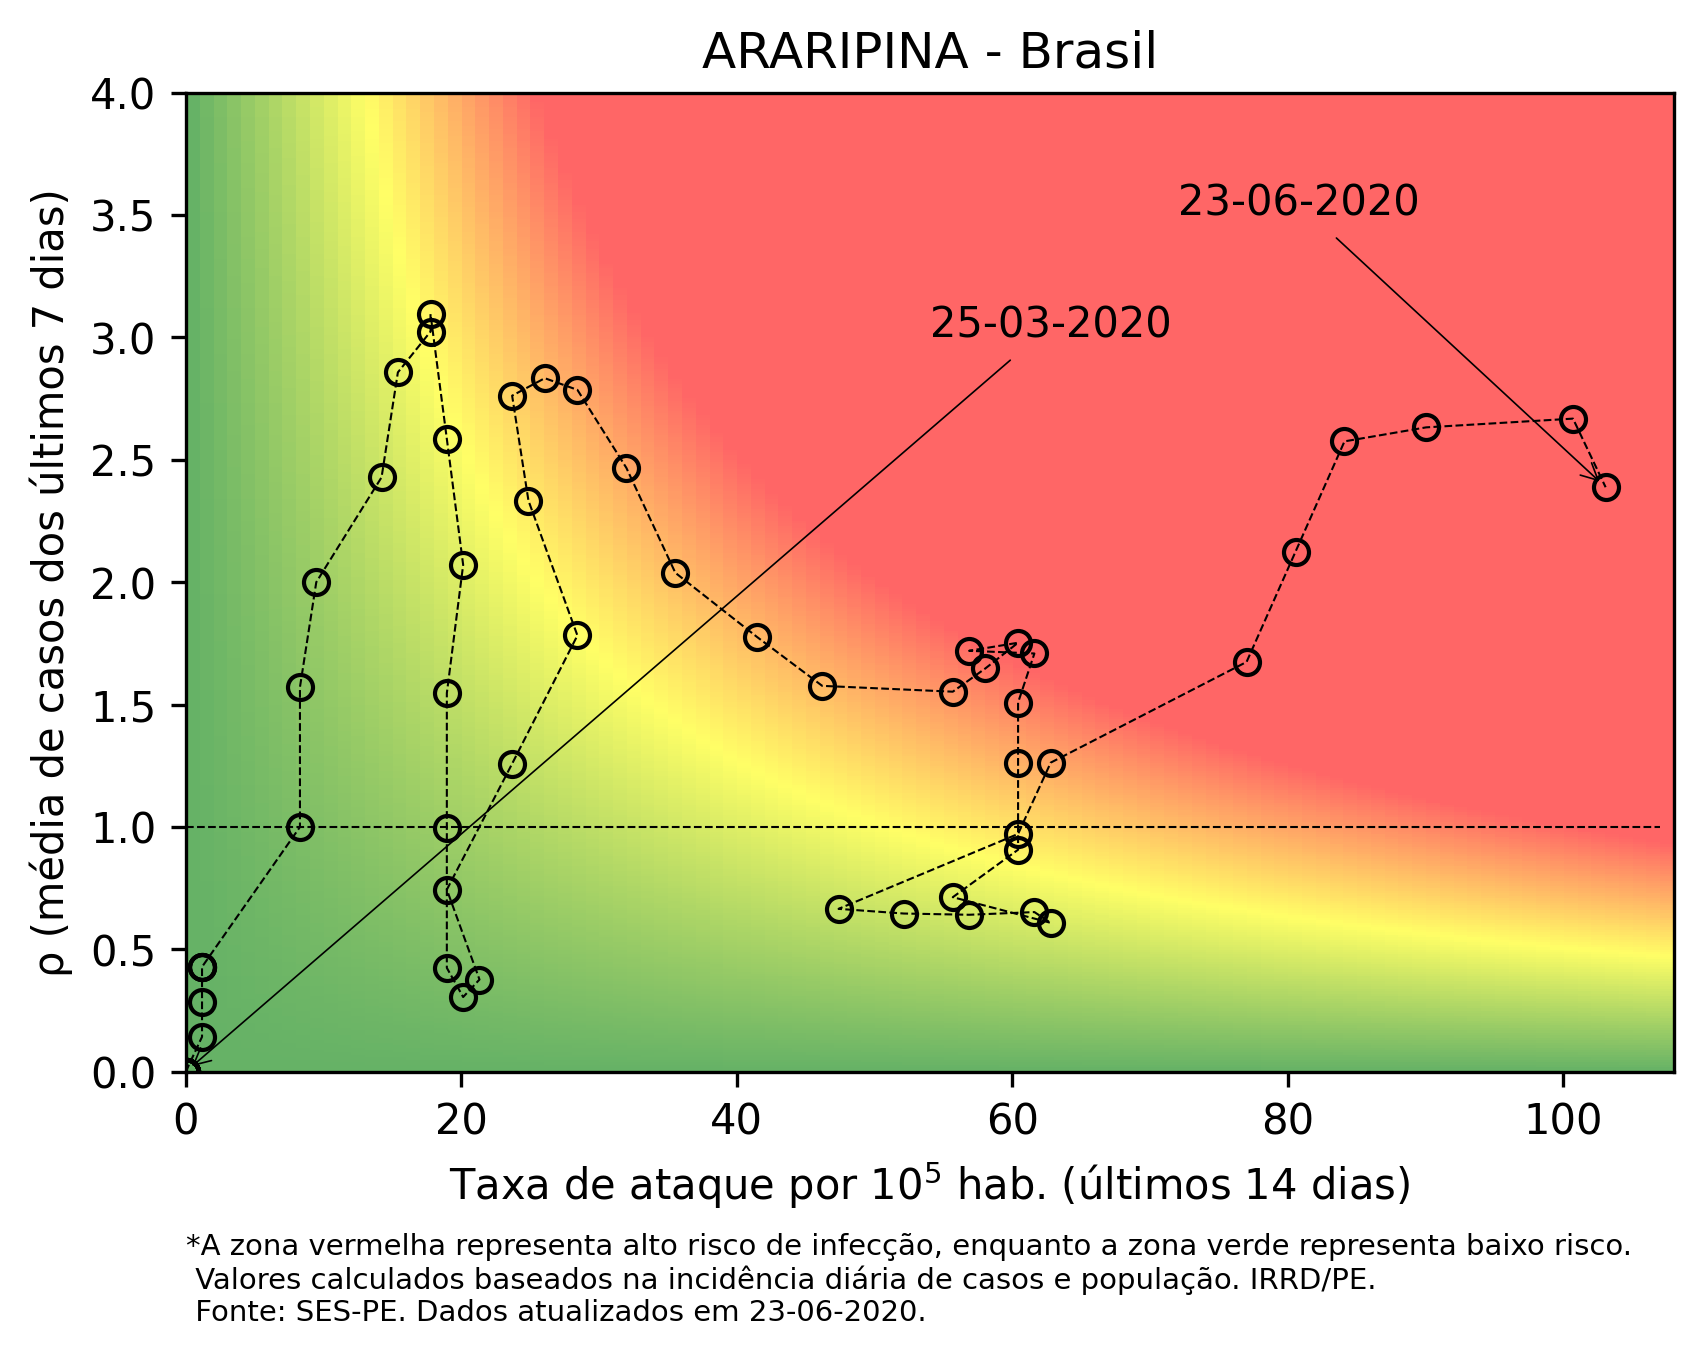 ARARIPINA - Brasil
4.0
3.5
3.0
2.5
2.0
1.5
1.0
0.5
0.0
ρ (média de casos dos últimos 7 dias)
23-06-2020
25-03-2020
0 20 40 60 80 100
Taxa de ataque por 10⁵ hab. (últimos 14 dias)
*A zona vermelha representa alto risco de infecção, enquanto a zona verde representa baixo risco.
Valores calculados baseados na incidência diária de casos e população. IRRD/PE.
Fonte: SES-PE. Dados atualizados em 23-06-2020.